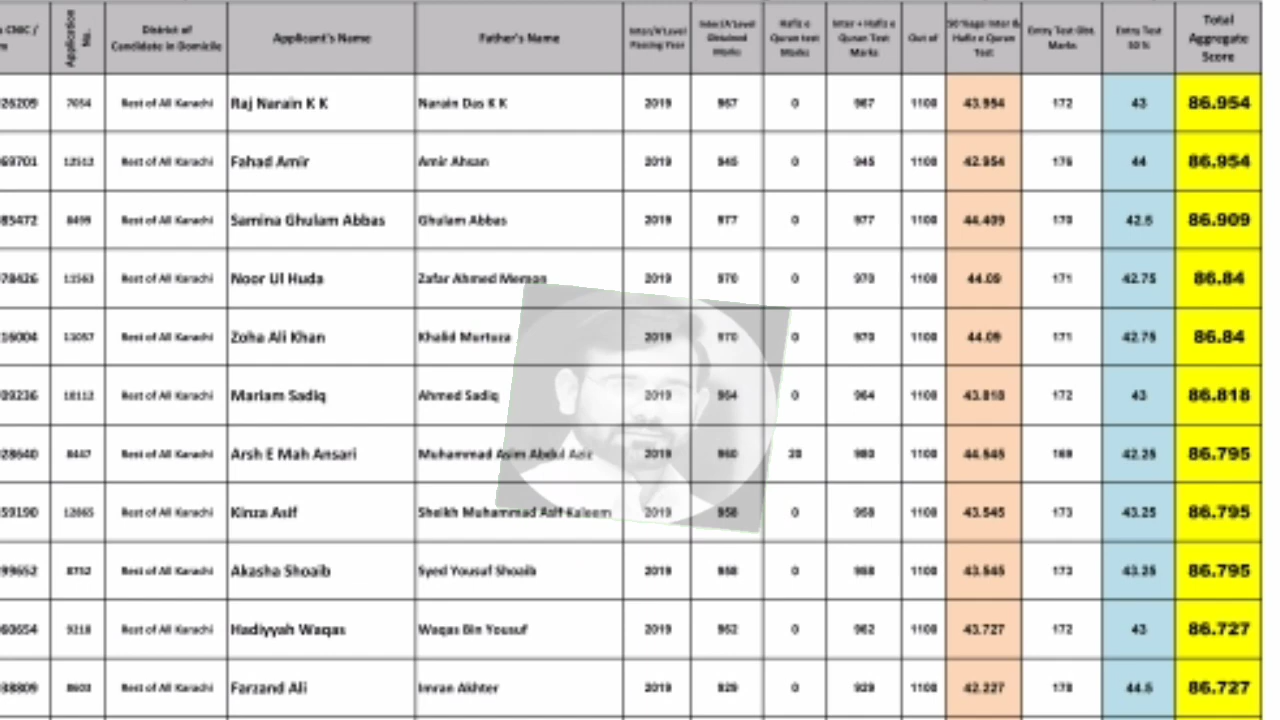 CNIC / Application No. District of Candidate in Domicile Applicant's Name Father's Name Inter/A'Level Passing Year Inter/A'Level Obtained Marks Hafiz e Quran test Marks Inter + Hafiz e Quran Test Marks Out of 50 %age Inter & Hafiz e Quran Test Entry Test Obt. Marks Entry Test 50 % Total Aggregate Score
26209 7054 Rest of All Karachi Raj Narain K K Narain Das K K 2019 967 0 967 1100 43.954 172 43 86.954
69701 12512 Rest of All Karachi Fahad Amir Amir Ahsan 2019 945 0 945 1100 42.954 176 44 86.954
85472 8499 Rest of All Karachi Samina Ghulam Abbas Ghulam Abbas 2019 977 0 977 1100 44.409 170 42.5 86.909
78426 11563 Rest of All Karachi Noor Ul Huda Zafar Ahmed Memon 2019 970 0 970 1100 44.09 171 42.75 86.84
16004 11057 Rest of All Karachi Zoha Ali Khan Khalid Murtuza 2019 970 0 970 1100 44.09 171 42.75 86.84
09236 10112 Rest of All Karachi Mariam Sadiq Ahmed Sadiq 2019 964 0 964 1100 43.818 172 43 86.818
28640 8447 Rest of All Karachi Arsh E Mah Ansari Muhammad Asim Abdul Aziz 2019 960 20 980 1100 44.545 169 42.25 86.795
59190 12865 Rest of All Karachi Kinza Asif Sheikh Muhammad Asif Kaleem 2019 958 0 958 1100 43.545 173 43.25 86.795
99652 8752 Rest of All Karachi Akasha Shoaib Syed Yousuf Shoaib 2019 958 0 958 1100 43.545 173 43.25 86.795
60654 9218 Rest of All Karachi Hadiyyah Waqas Waqas Bin Yousuf 2019 962 0 962 1100 43.727 172 43 86.727
38809 8603 Rest of All Karachi Farzand Ali Imran Akhter 2019 929 0 929 1100 42.227 178 44.5 86.727